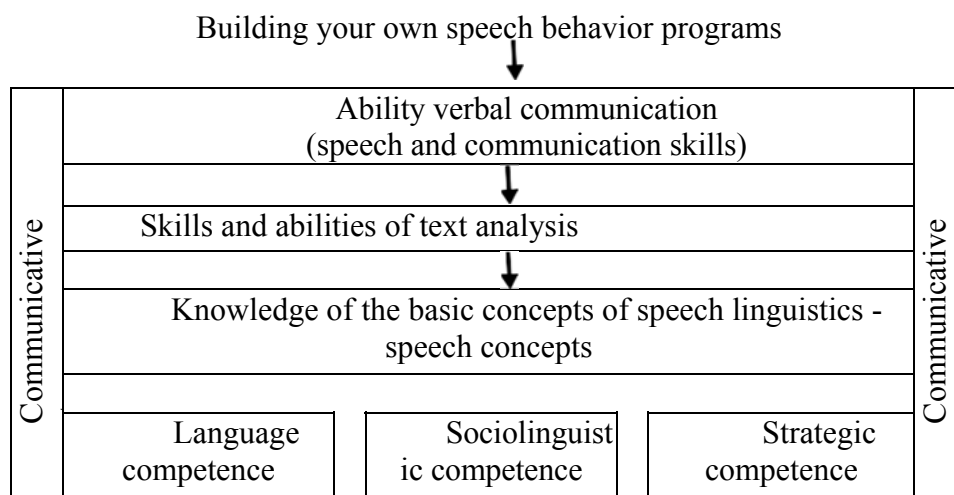 Building your own speech behavior programs
Communicative
Ability verbal communication
(speech and communication skills)
Skills and abilities of text analysis
Knowledge of the basic concepts of speech linguistics -
speech concepts
Language
competence
Sociolinguist
ic competence
Strategic
competence
Communicative